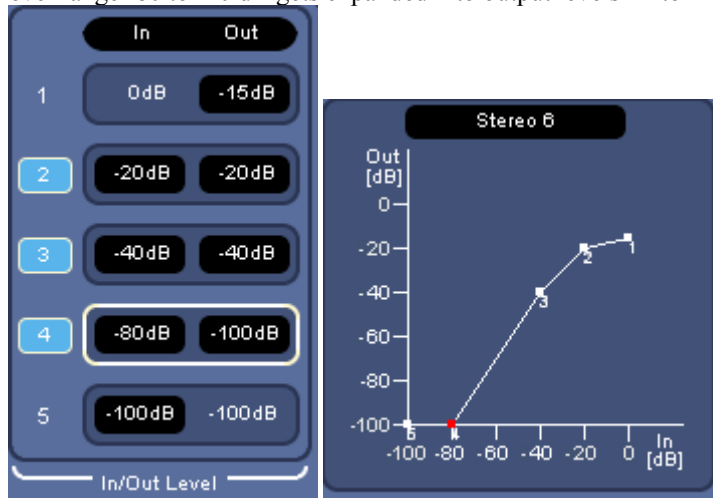 In Out
1 0dB -15dB
2 -20dB -20dB
3 -40dB -40dB
4 -80dB -100dB
5 -100dB -100dB
In/Out Level
Stereo 6
Out
[dB]
0
-20
-40
-60
-80
-100
1
2
3
5
-100 -80 -60 -40 -20 0 In
[dB]